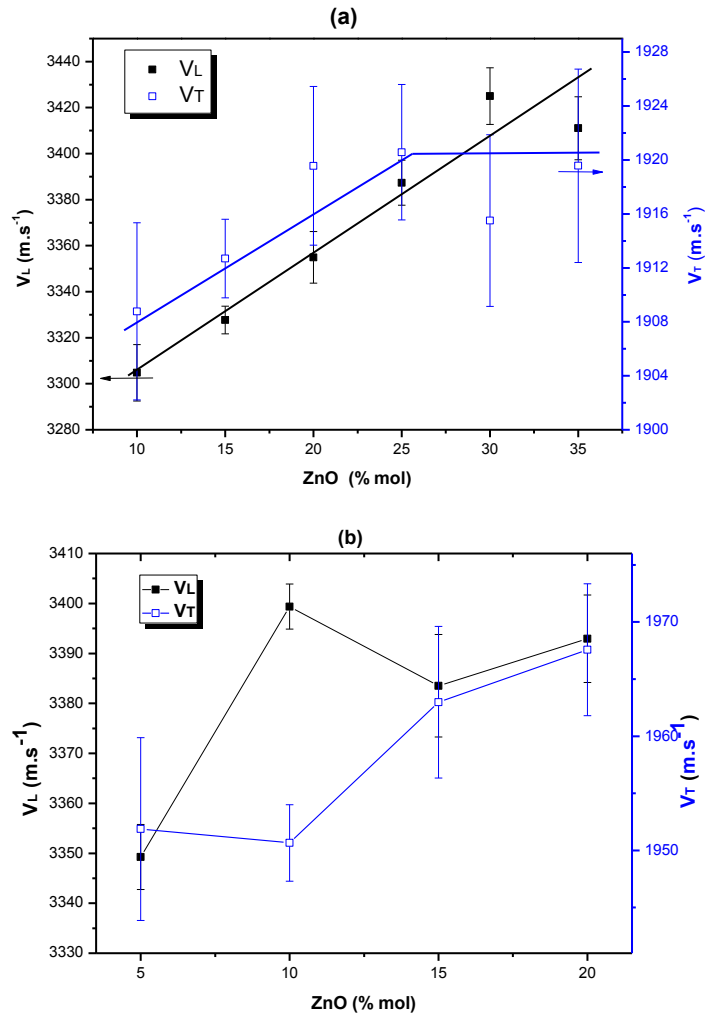 (a)
VL
VT
3440
3420
3400
3380
3360
3340
3320
3300
3280
VL (m.s-1)
1928
1924
1920
1916
1912
1908
1904
1900
VT (m.s-1)
10 15 20 25 30 35
ZnO (% mol)
(b)
VL
VT
3410
3400
3390
3380
3370
3360
3350
3340
3330
VL (m.s-1)
1970
1960
1950
VT (m.s-1)
5 10 15 20
ZnO (% mol)